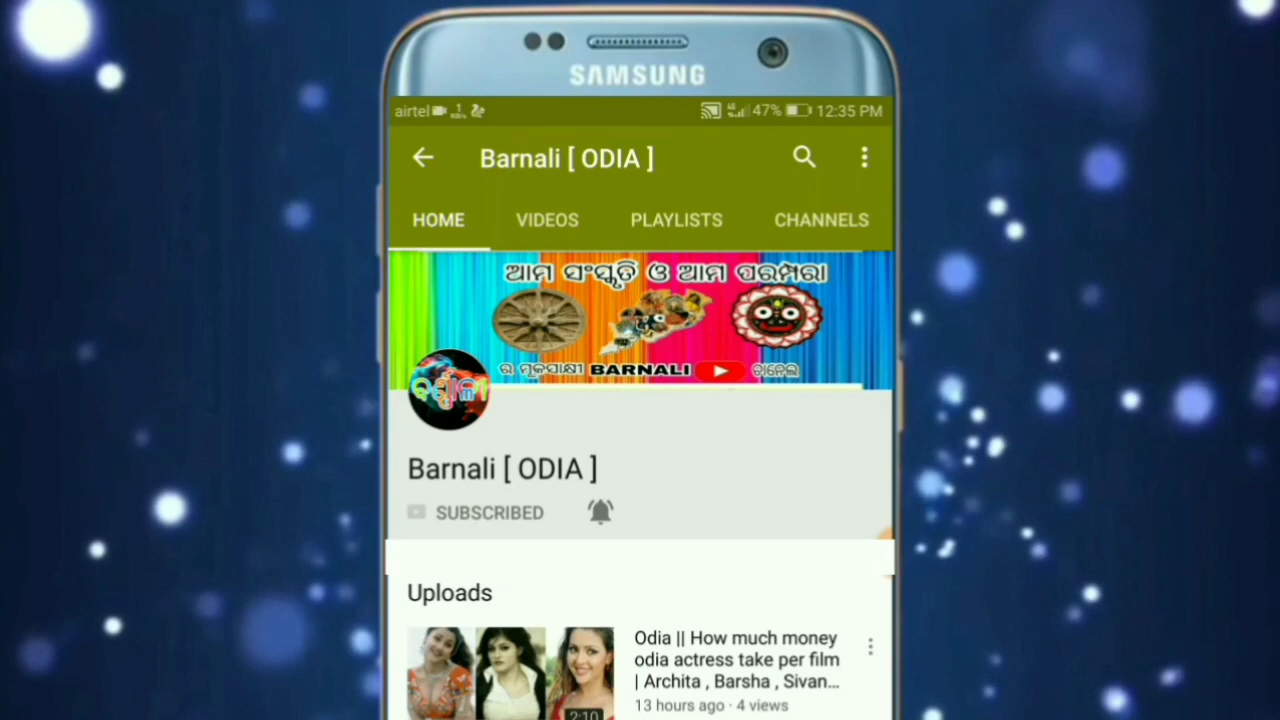 SAMSUNG
airtel 47% 12:35 PM
Barnali [ ODIA ]
HOME VIDEOS PLAYLISTS CHANNELS
ଆମ ସଂସ୍କୃତି ଓ ଆମ ପରମ୍ପରା
ର ମୂକସାକ୍ଷୀ BARNALI ଚାନେଲ
ବର୍ଣ୍ଣାଳୀ
Barnali [ ODIA ]
SUBSCRIBED
Uploads
Odia || How much money
odia actress take per film
| Archita , Barsha , Sivan...
13 hours ago · 4 views
2:10